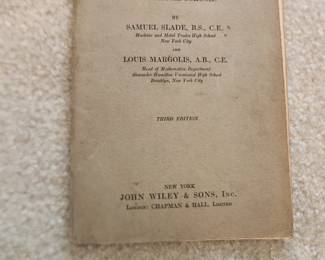 BY
SAMUEL SLADE, B.S., C.E.
Machine and Metal Trades High School
New York City
AND
LOUIS MARGOLIS, A.B., C.E.
Head of Mathematics Department
Alexander Hamilton Vocational High School
Brooklyn, New York City
THIRD EDITION
NEW YORK
JOHN WILEY & SONS, INC.
LONDON: CHAPMAN & HALL, LIMITED